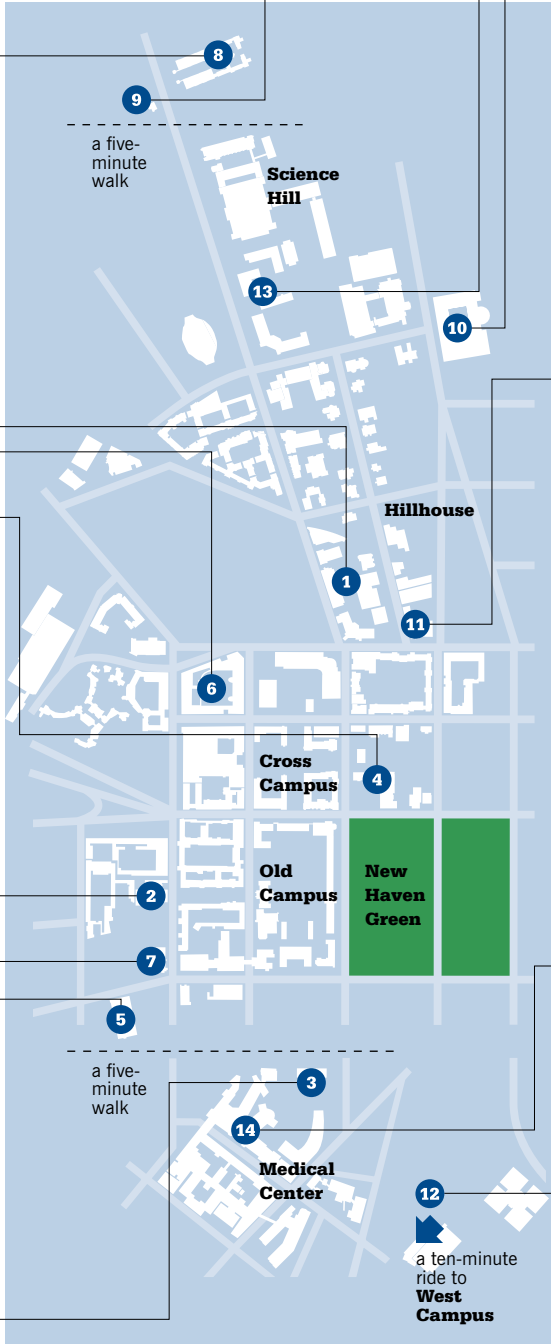 8
9
a five-
minute
walk
Science
Hill
13
10
Hillhouse
1
11
6
Cross
Campus
4
Old
Campus
New
Haven
Green
2
7
5
a five-
minute
walk
3
14
Medical
Center
12
a ten-minute
ride to
West
Campus